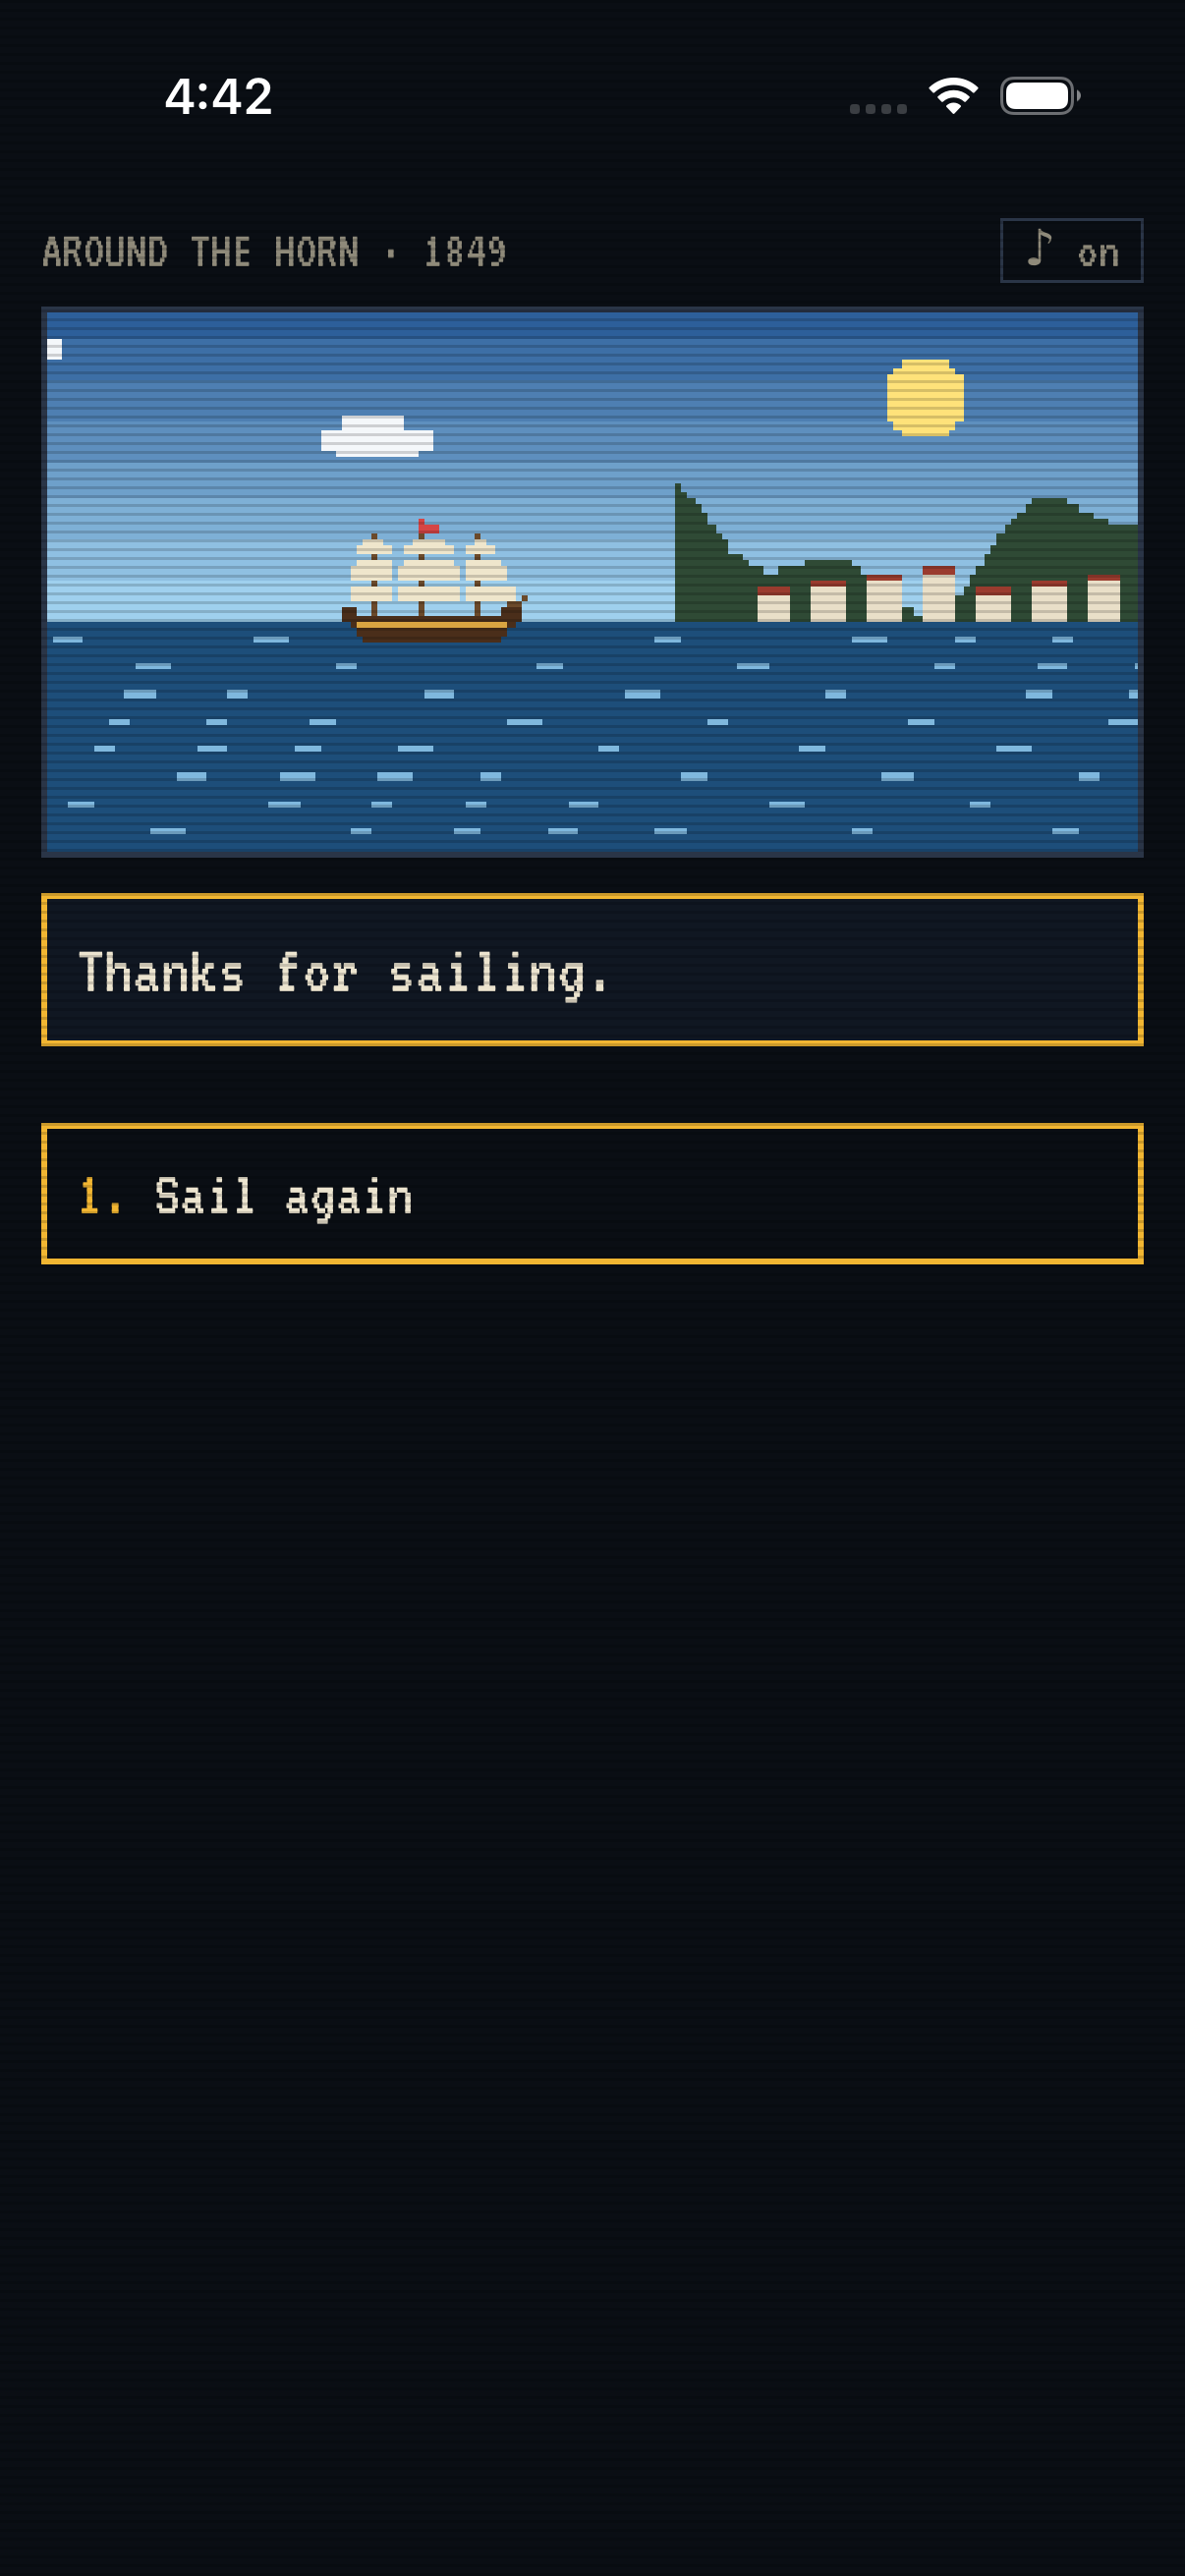 4:42
AROUND THE HORN · 1849
♪ on
Thanks for sailing.
1. Sail again